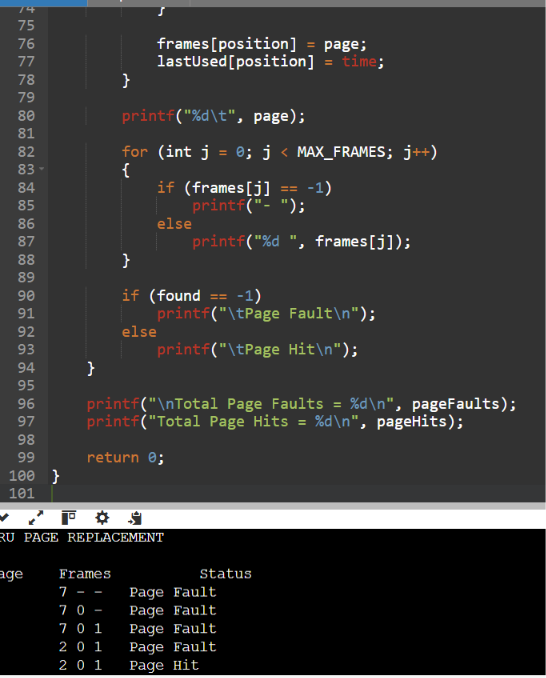 74 }
75
76 frames[position] = page;
77 lastUsed[position] = time;
78 }
79
80 printf("%d\t", page);
81
82 for (int j = 0; j < MAX_FRAMES; j++)
83 {
84 if (frames[j] == -1)
85 printf("- ");
86 else
87 printf("%d ", frames[j]);
88 }
89
90 if (found == -1)
91 printf("\tPage Fault\n");
92 else
93 printf("\tPage Hit\n");
94 }
95
96 printf("\nTotal Page Faults = %d\n", pageFaults);
97 printf("Total Page Hits = %d\n", pageHits);
98
99 return 0;
100 }
101
RU PAGE REPLACEMENT
age Frames Status
7 - - Page Fault
7 0 - Page Fault
7 0 1 Page Fault
2 0 1 Page Fault
2 0 1 Page Hit